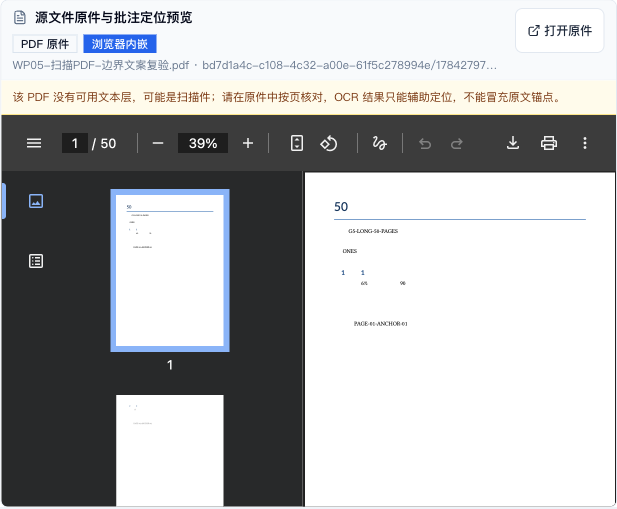 源文件原件与批注定位预览
打开原件
PDF 原件
浏览器内嵌
WP05-扫描PDF-边界文案复验.pdf · bd7d1a4c-c108-4c32-a00e-61f5c278994e/17842797...
该 PDF 没有可用文本层，可能是扫描件；请在原件中按页核对，OCR 结果只能辅助定位，不能冒充原文锚点。
1 / 50
39%
50
1
50
G5-LONG-50-PAGES
ONES
1 1
6% 90
PAGE-01-ANCHOR-01